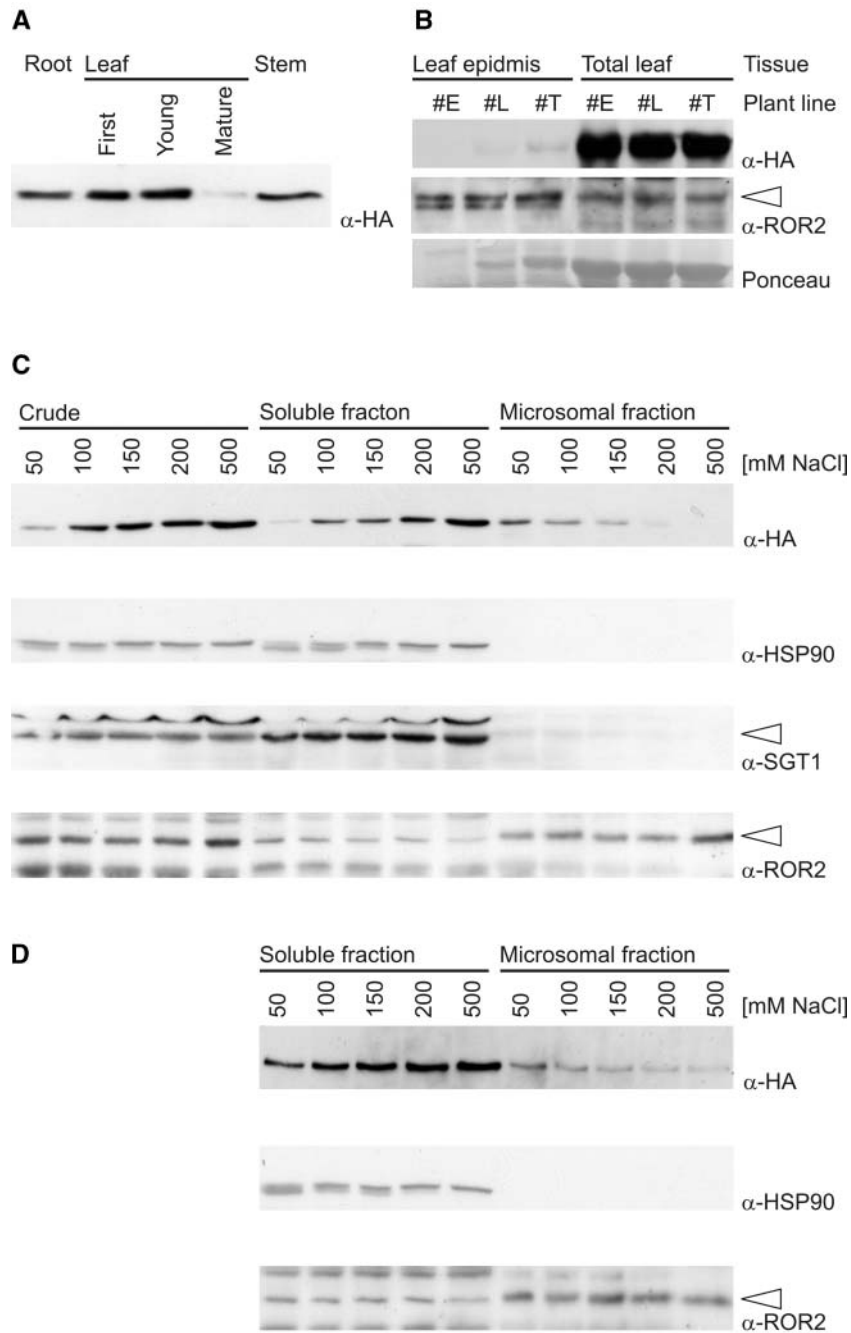 A
Root Leaf Stem
First Young Mature
α-HA
B
Leaf epidmis Total leaf Tissue
#E #L #T #E #L #T Plant line
α-HA
α-ROR2
Ponceau
C
Crude Soluble fracton Microsomal fraction
50 100 150 200 500 50 100 150 200 500 50 100 150 200 500 [mM NaCl]
α-HA
α-HSP90
α-SGT1
α-ROR2
D
Soluble fraction Microsomal fraction
50 100 150 200 500 50 100 150 200 500 [mM NaCl]
α-HA
α-HSP90
α-ROR2